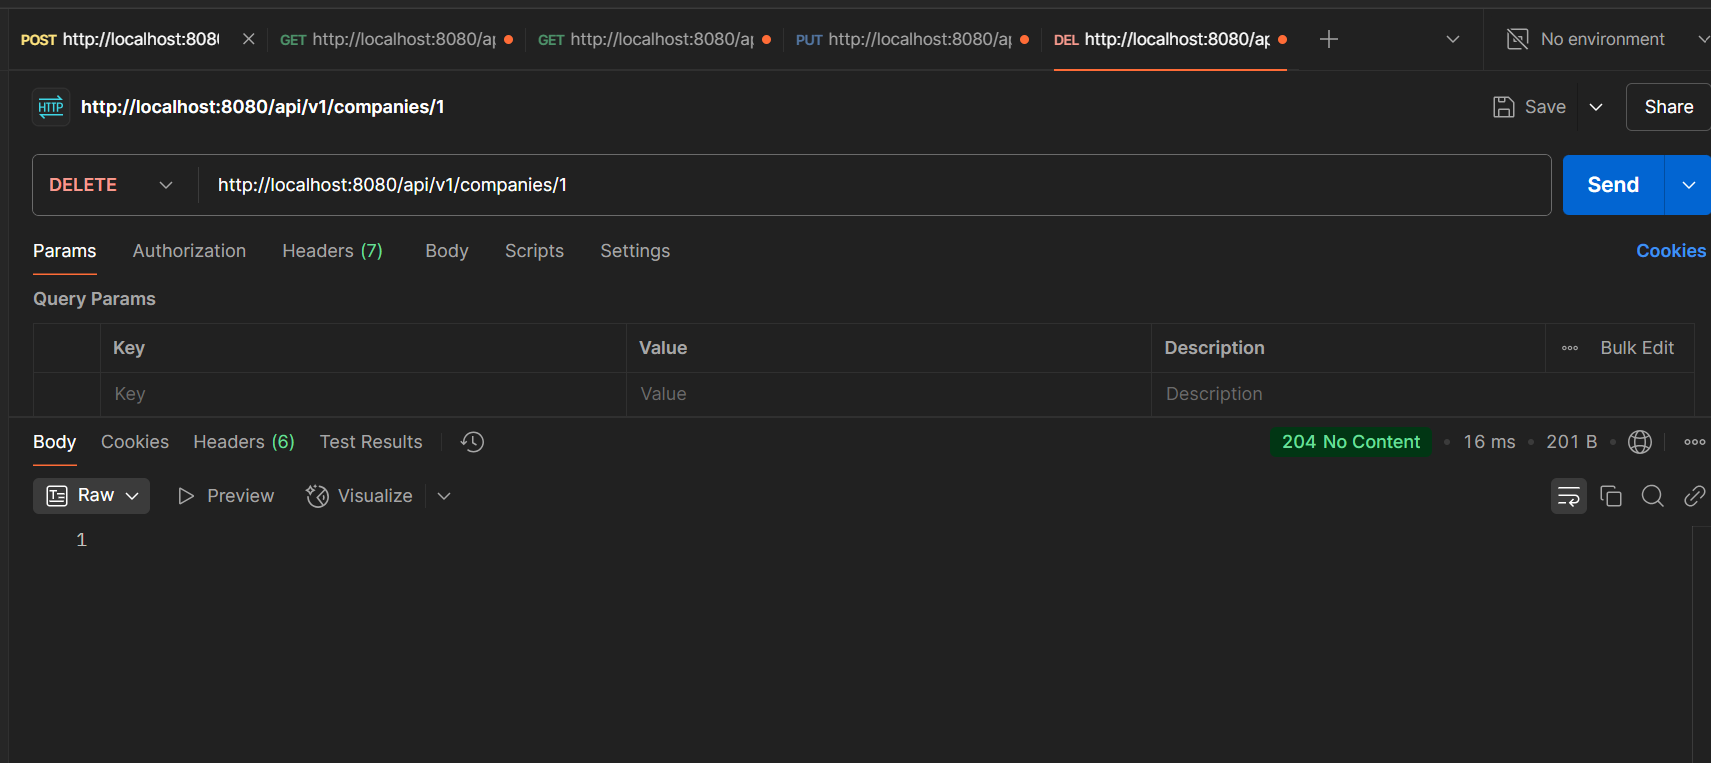 POST http://localhost:808 GET http://localhost:8080/a GET http://localhost:8080/a PUT http://localhost:8080/a DEL http://localhost:8080/ap No environment
HTTP http://localhost:8080/api/v1/companies/1 Save Share
DELETE http://localhost:8080/api/v1/companies/1 Send
Params Authorization Headers (7) Body Scripts Settings Cookies
Query Params
Key Value Description Bulk Edit
Key Value Description
Body Cookies Headers (6) Test Results 204 No Content • 16 ms • 201 B •
Raw Preview Visualize
1